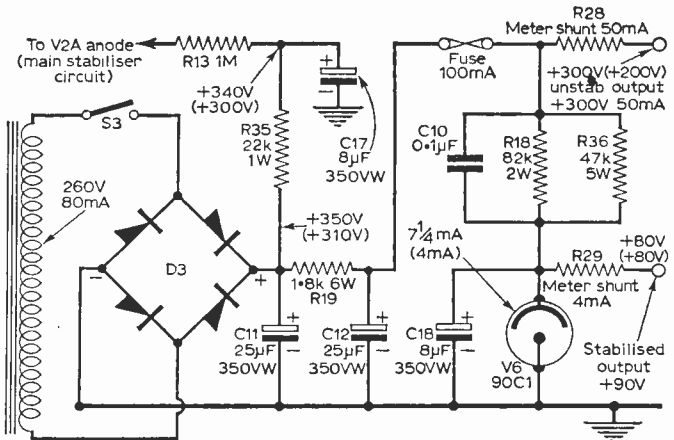 To V2A anode
(main stabiliser
circuit)
R13 1M
+340V
(+300V)
S3
R35
22k
1W
C17
8µF
350VW
260V
80mA
+350V
(+310V)
D3
-
+
1·8k 6W
R19
+
-
C11
25µF
350VW
+
-
C12
25µF
350VW
+
-
C18
8µF
350VW
Fuse
100mA
R28
Meter shunt 50mA
+300V(+200V)
unstab output
+300V 50mA
C10
0·1µF
R18
82k
2W
R36
47k
5W
7¼mA
(4mA)
R29
Meter shunt
4mA
+80V
(+80V)
V6
90C1
Stabilised
output
+90V